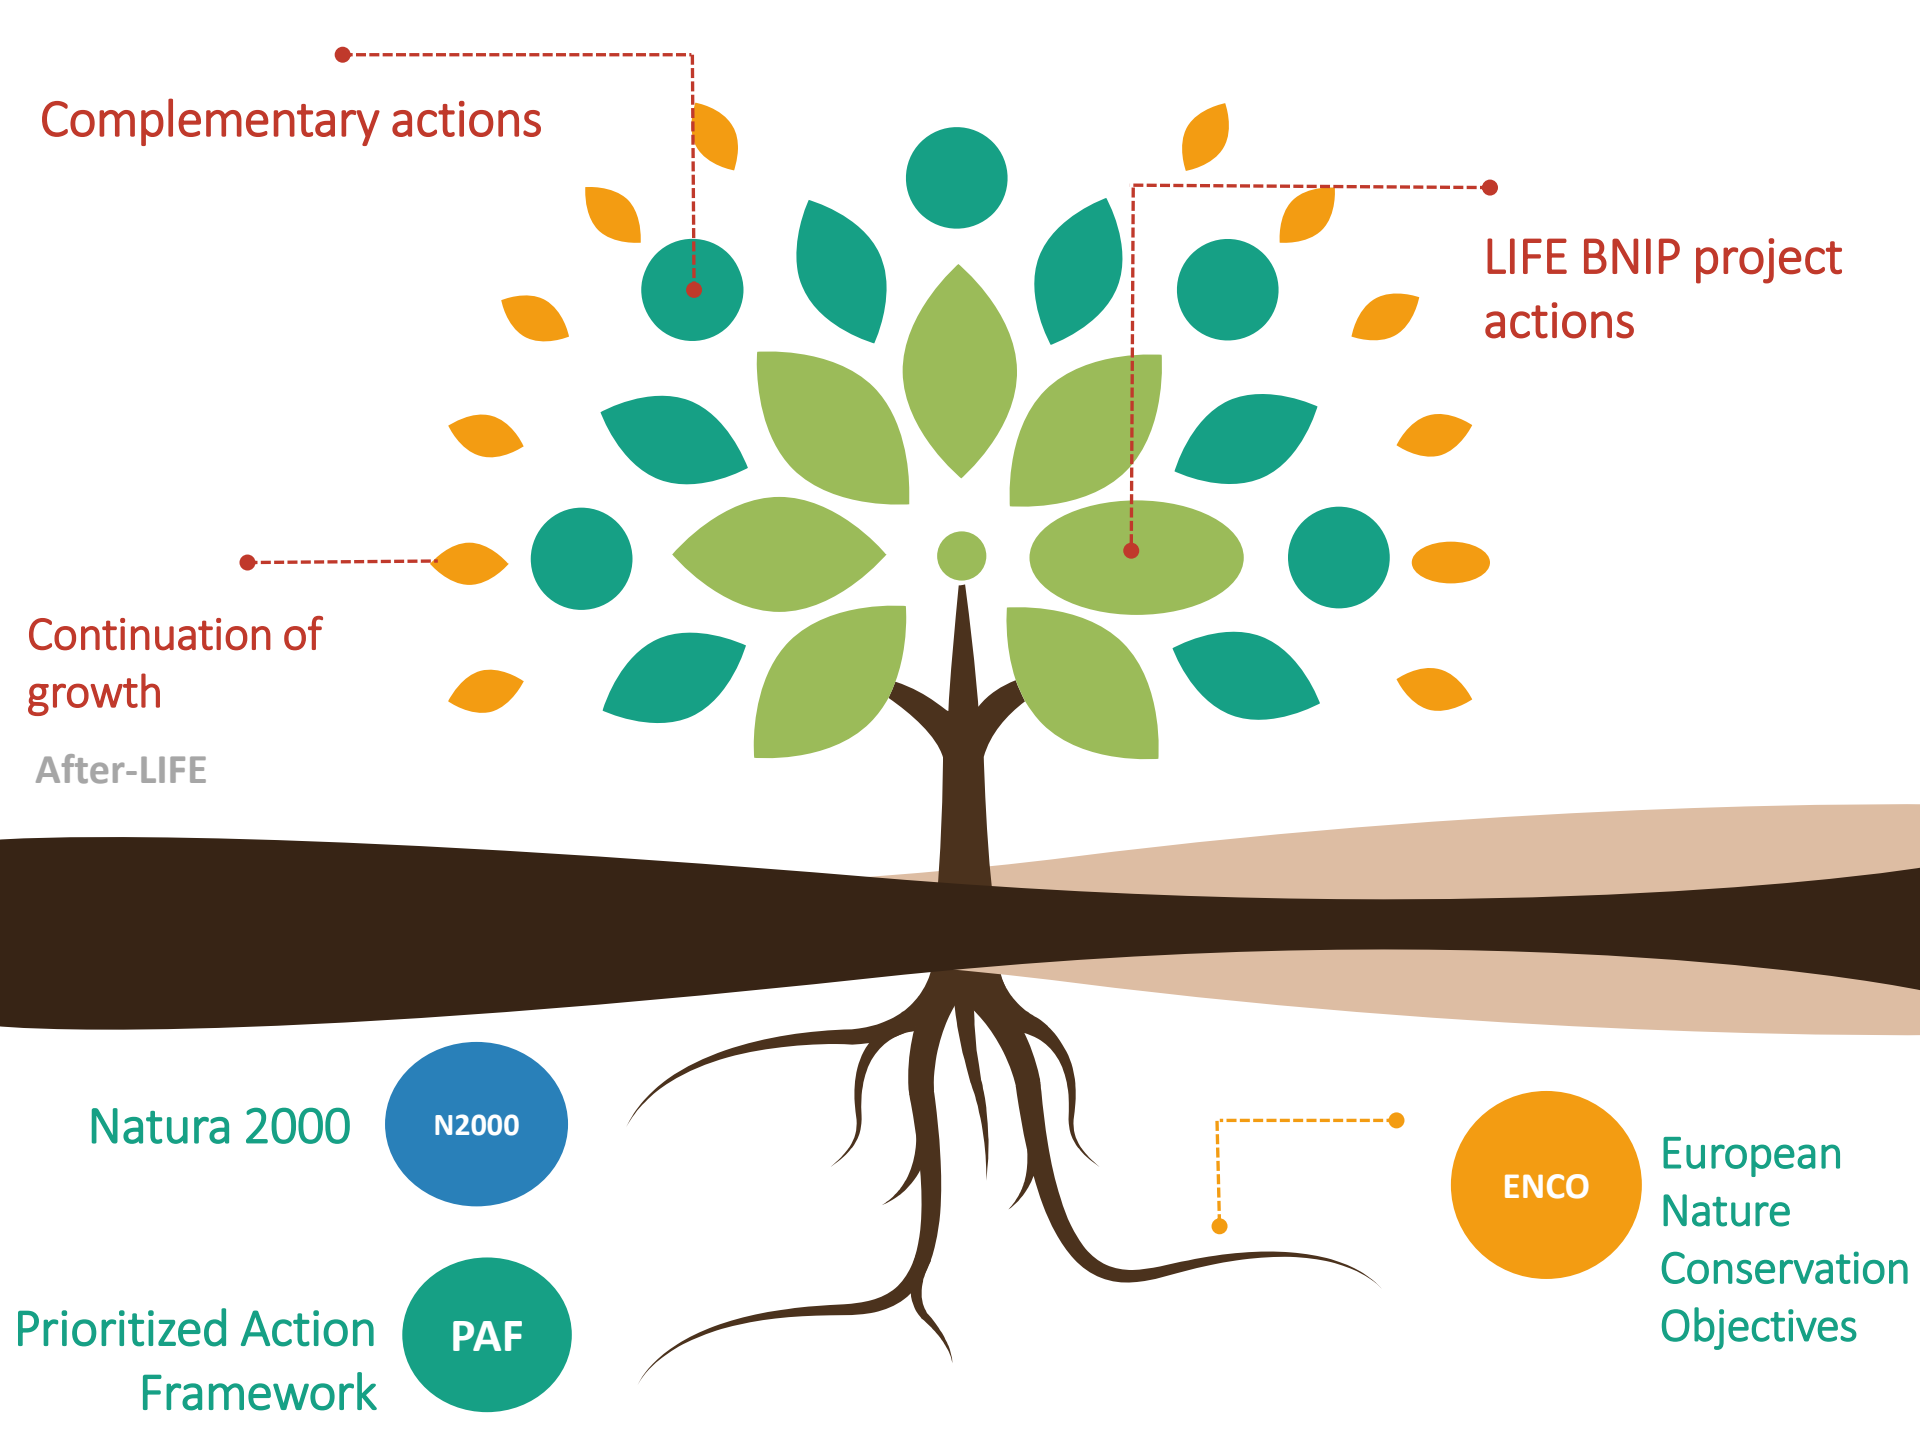 Complementary actions
LIFE BNIP project
actions
Continuation of
growth
After-LIFE
Natura 2000
N2000
ENCO
European
Nature
Conservation
Objectives
Prioritized Action
Framework
PAF